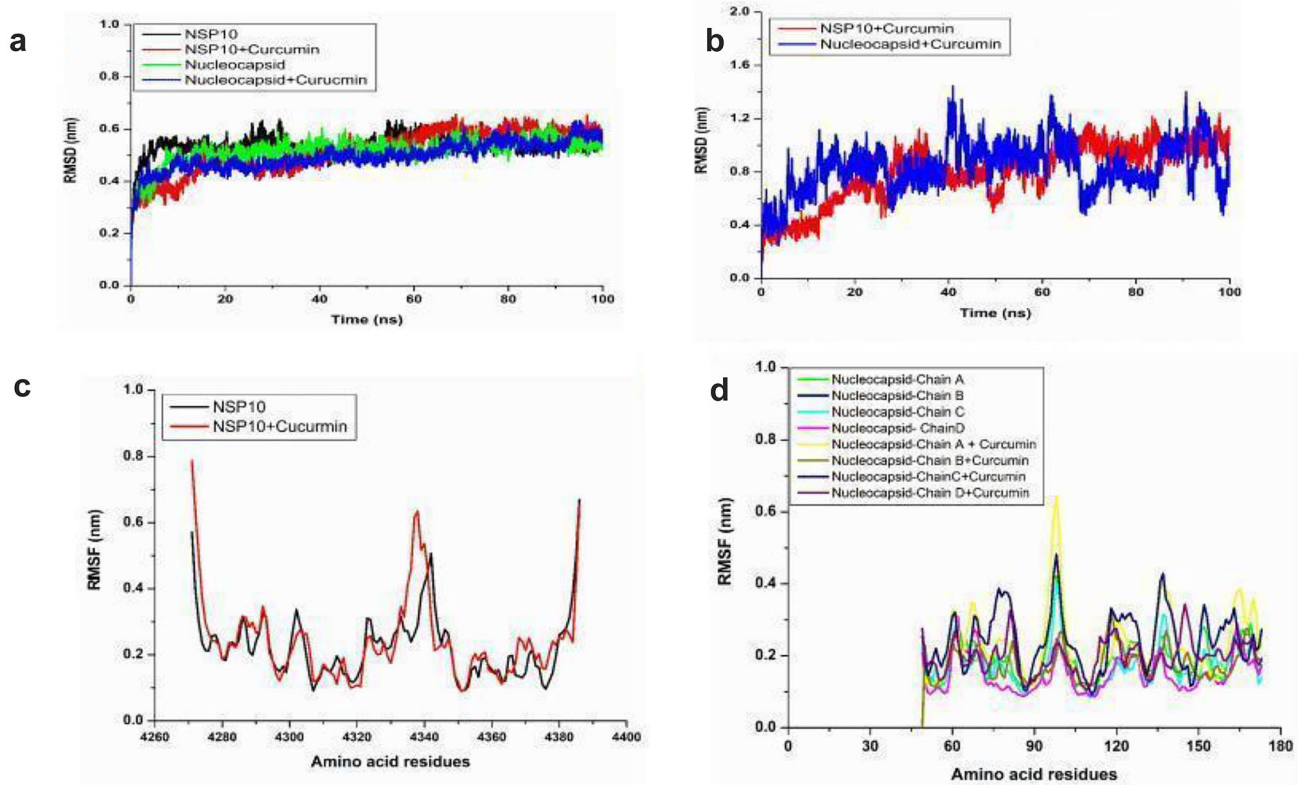 a
NSP10
NSP10+Curcumin
Nucleocapsid
Nucleocapsid+Curucmin
1.0
0.8
0.6
0.4
0.2
0.0
RMSD (nm)
0 20 40 60 80 100
Time (ns)
b
NSP10+Curcumin
Nucleocapsid+Curcumin
2.0
1.6
1.2
0.8
0.4
0.0
RMSD (nm)
0 20 40 60 80 100
Time (ns)
c
NSP10
NSP10+Cucurmin
1.0
0.8
0.6
0.4
0.2
0.0
RMSF (nm)
4260 4280 4300 4320 4340 4360 4380 4400
Amino acid residues
d
Nucleocapsid-Chain A
Nucleocapsid-Chain B
Nucleocapsid-Chain C
Nucleocapsid- ChainD
Nucleocapsid-Chain A + Curcumin
Nucleocapsid-Chain B+Curcumin
Nucleocapsid-ChainC+Curcumin
Nucleocapsid-Chain D+Curcumin
1.0
0.8
0.6
0.4
0.2
0.0
RMSF (nm)
0 30 60 90 120 150 180
Amino acid residues